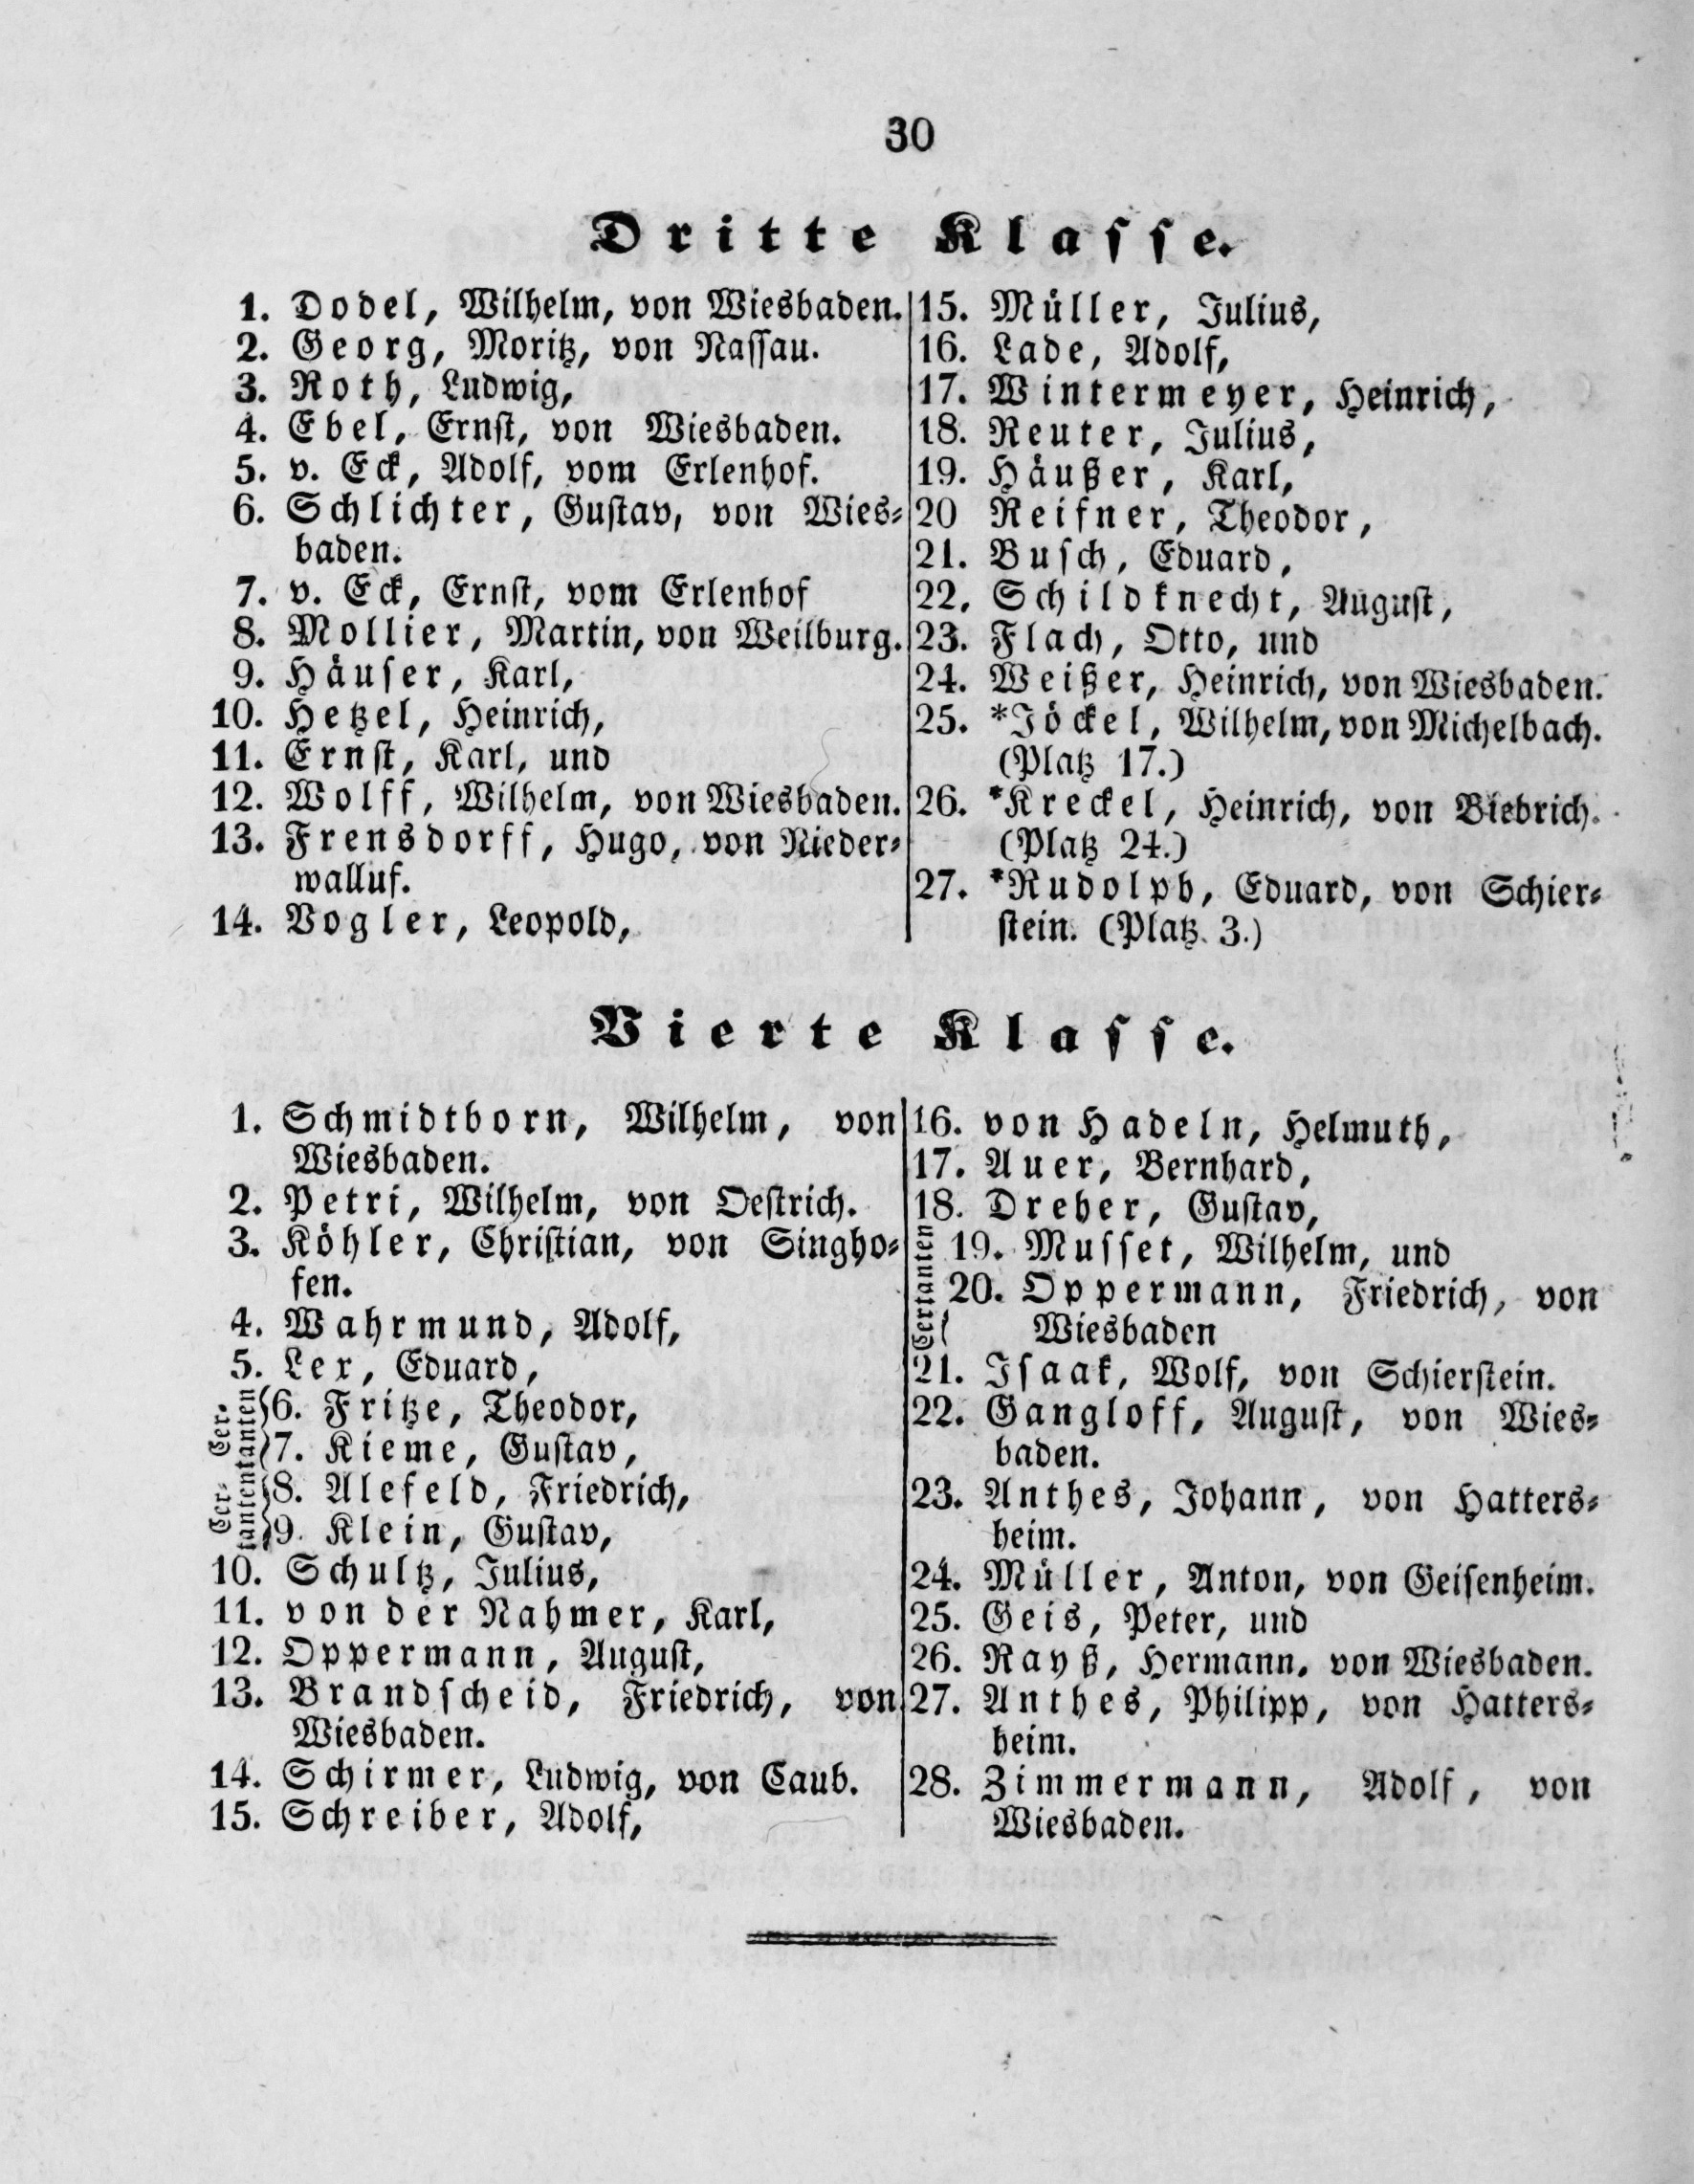 30
Dritte Klasse.
1. Dodel, Wilhelm, von Wiesbaden.
2. Georg, Moritz, von Nassau.
3. Roth, Ludwig,
4. Ebel, Ernst, von Wiesbaden.
5. v. Eck, Adolf, vom Erlenhof.
6. Schlichter, Gustav, von Wies-
baden.
7. v. Eck, Ernst, vom Erlenhof
8. Mollier, Martin, von Weilburg.
9. Häuser, Karl,
10. Hetzel, Heinrich,
11. Ernst, Karl, und
12. Wolff, Wilhelm, von Wiesbaden.
13. Frensdorff, Hugo, von Nieder-
walluf.
14. Vogler, Leopold,
15. Müller, Julius,
16. Lade, Adolf,
17. Wintermeyer, Heinrich,
18. Reuter, Julius,
19. Häußer, Karl,
20 Reifner, Theodor,
21. Busch, Eduard,
22. Schildknecht, August,
23. Flach, Otto, und
24. Weißer, Heinrich, von Wiesbaden.
25. *Jöckel, Wilhelm, von Michelbach.
(Platz 17.)
26. *Kreckel, Heinrich, von Biebrich.
(Platz 24.)
27. *Rudolph, Eduard, von Schier-
stein. (Platz 3.)
Vierte Klasse.
1. Schmidtborn, Wilhelm, von
Wiesbaden.
2. Petri, Wilhelm, von Oestrich.
3. Köhler, Christian, von Singho-
fen.
4. Wahrmund, Adolf,
5. Lex, Eduard,
Cer-
tanten
6. Fritze, Theodor,
7. Kieme, Gustav,
Cer-
tanten
8. Alefeld, Friedrich,
9. Klein, Gustav,
10. Schultz, Julius,
11. von der Nahmer, Karl,
12. Oppermann, August,
13. Brandscheid, Friedrich, von
Wiesbaden.
14. Schirmer, Ludwig, von Caub.
15. Schreiber, Adolf,
16. von Hadeln, Helmuth,
17. Auer, Bernhard,
18. Dreher, Gustav,
Certanten
19. Musset, Wilhelm, und
20. Oppermann, Friedrich, von
Wiesbaden
21. Isaak, Wolf, von Schierstein.
22. Gangloff, August, von Wies-
baden.
23. Anthes, Johann, von Hatters-
heim.
24. Müller, Anton, von Geisenheim.
25. Geis, Peter, und
26. Rayß, Hermann, von Wiesbaden.
27. Anthes, Philipp, von Hatters-
heim.
28. Zimmermann, Adolf, von
Wiesbaden.